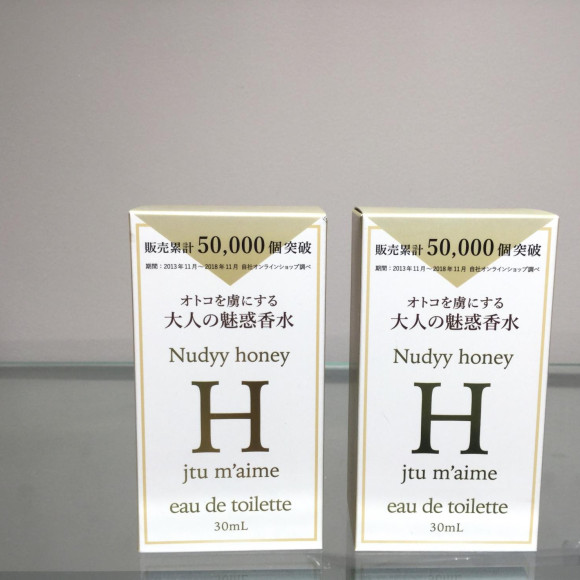 販売累計 50,000 個突破
期間：2013年11月～2018年11月 自社オンラインショップ調べ
オトコを虜にする
大人の魅惑香水
Nudyy honey
H
jtu m'aime
eau de toilette
30mL
販売累計 50,000 個突破
期間：2013年11月～2018年11月 自社オンラインショップ調べ
オトコを虜にする
大人の魅惑香水
Nudyy honey
H
jtu m'aime
eau de toilette
30mL